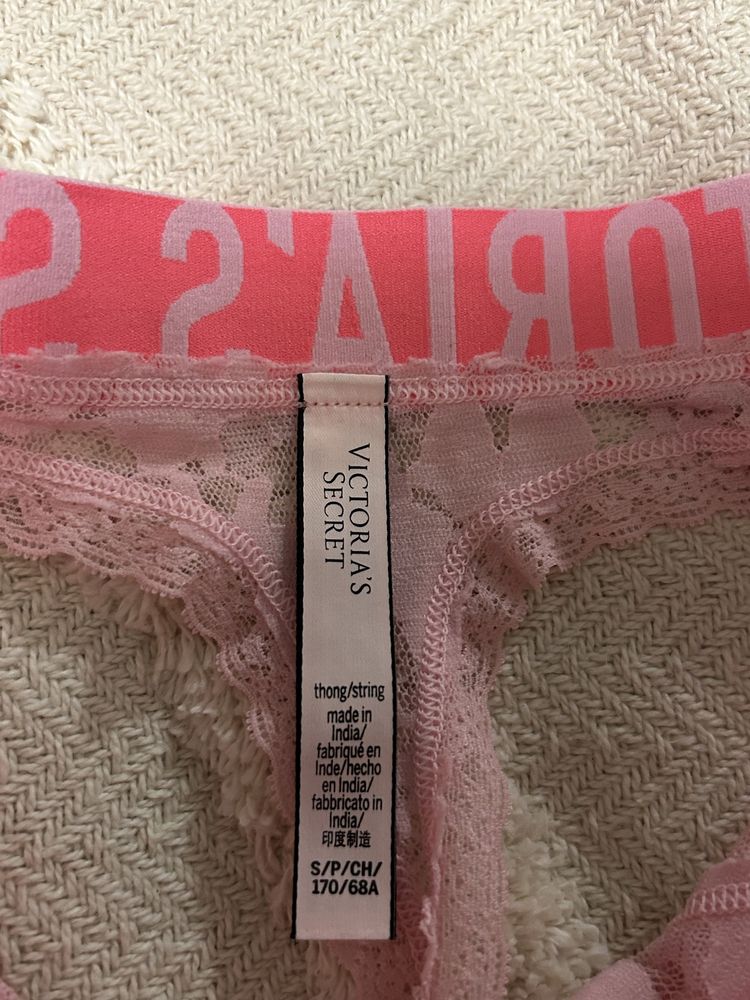 TORIA'S S
VICTORIA'S
SECRET
thong/string
made in
India/
fabriqué en
Inde/hecho
en India/
fabbricato in
India/
印度制造
S/P/CH/
170/68A